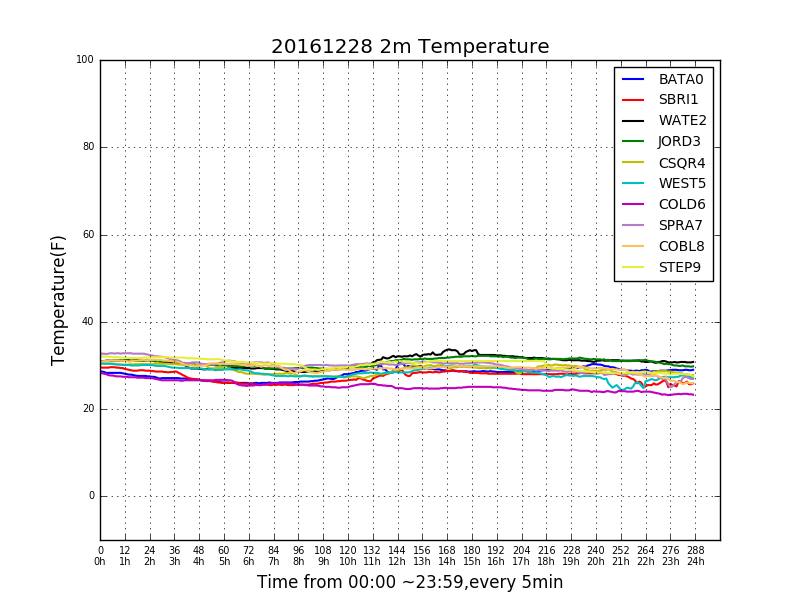 20161228 2m Temperature
100
80
60
40
20
0
Temperature(F)
BATA0
SBRI1
WATE2
JORD3
CSQR4
WEST5
COLD6
SPRA7
COBL8
STEP9
0 12 24 36 48 60 72 84 96 108 120 132 144 156 168 180 192 204 216 228 240 252 264 276 288
0h 1h 2h 3h 4h 5h 6h 7h 8h 9h 10h 11h 12h 13h 14h 15h 16h 17h 18h 19h 20h 21h 22h 23h 24h
Time from 00:00 ~23:59,every 5min